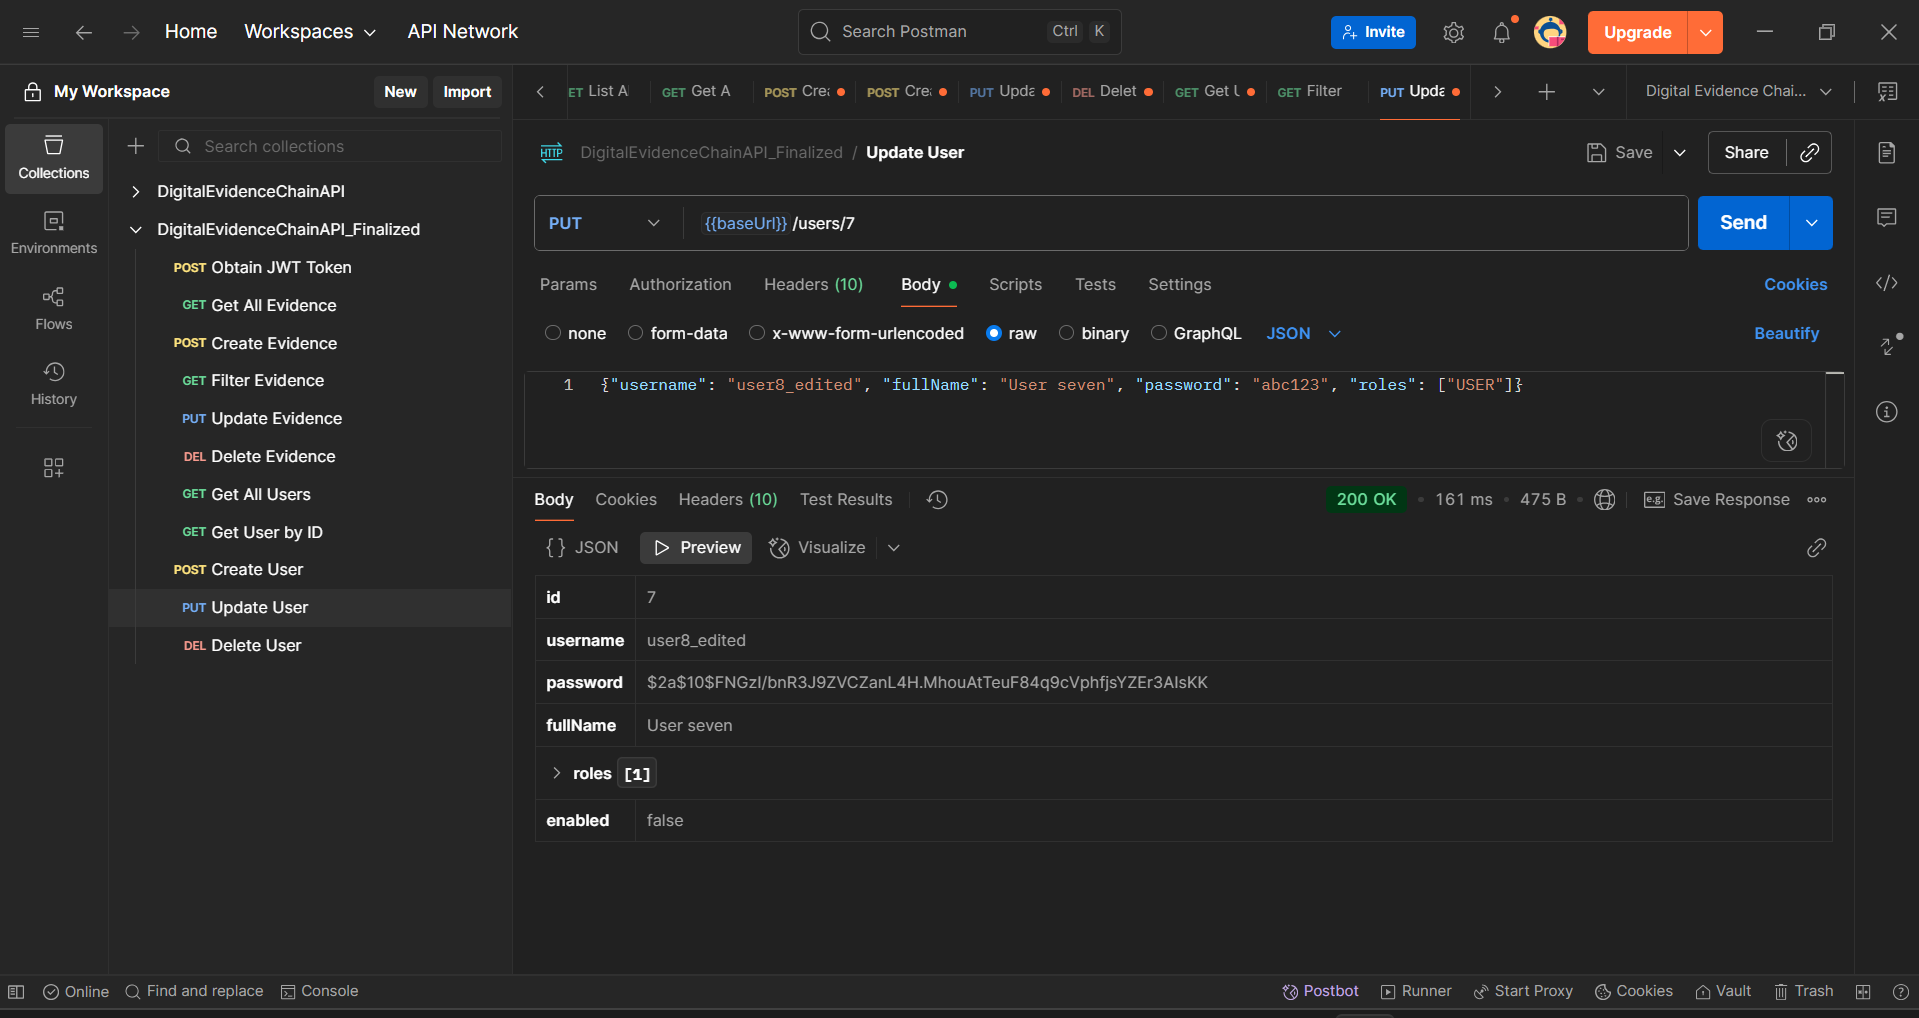 Home Workspaces API Network Search Postman Ctrl K Invite Upgrade
My Workspace New Import
ET List A GET Get A POST Cre POST Cre PUT Upda DEL Delet GET Get U GET Filter PUT Upda Digital Evidence Chai...
Collections
Environments
Flows
History
Search collections
DigitalEvidenceChainAPI
DigitalEvidenceChainAPI_Finalized
POST Obtain JWT Token
GET Get All Evidence
POST Create Evidence
GET Filter Evidence
PUT Update Evidence
DEL Delete Evidence
GET Get All Users
GET Get User by ID
POST Create User
PUT Update User
DEL Delete User
HTTP DigitalEvidenceChainAPI_Finalized / Update User Save Share
PUT {{baseUrl}} /users/7 Send
Params Authorization Headers (10) Body Scripts Tests Settings Cookies
none form-data x-www-form-urlencoded raw binary GraphQL JSON Beautify
1 {"username": "user8_edited", "fullName": "User seven", "password": "abc123", "roles": ["USER"]}
Body Cookies Headers (10) Test Results 200 OK • 161 ms • 475 B • e.g. Save Response
{} JSON Preview Visualize
id 7
username user8_edited
password $2a$10$FNGzI/bnR3J9ZVCZanL4H.MhouAtTeuF84q9cVphfjsYZEr3AIsKK
fullName User seven
roles [1]
enabled false
Online Find and replace Console Postbot Runner Start Proxy Cookies Vault Trash